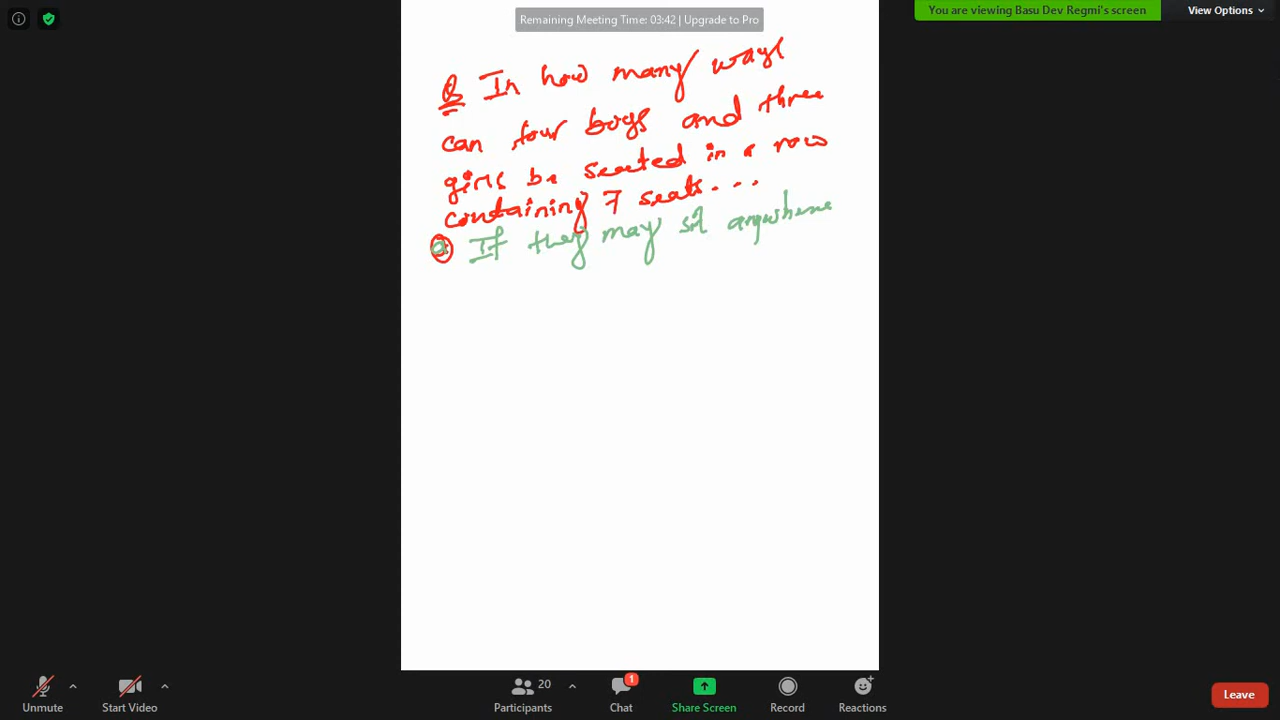 Remaining Meeting Time: 03:42 | Upgrade to Pro
You are viewing Basu Dev Regmi's screen
View Options
Q In how many ways
can four boys and three
girls be seated in a row
containing 7 seats....
a If they may sit anywhere
Unmute
Start Video
20
Participants
1
Chat
Share Screen
Record
Reactions
Leave